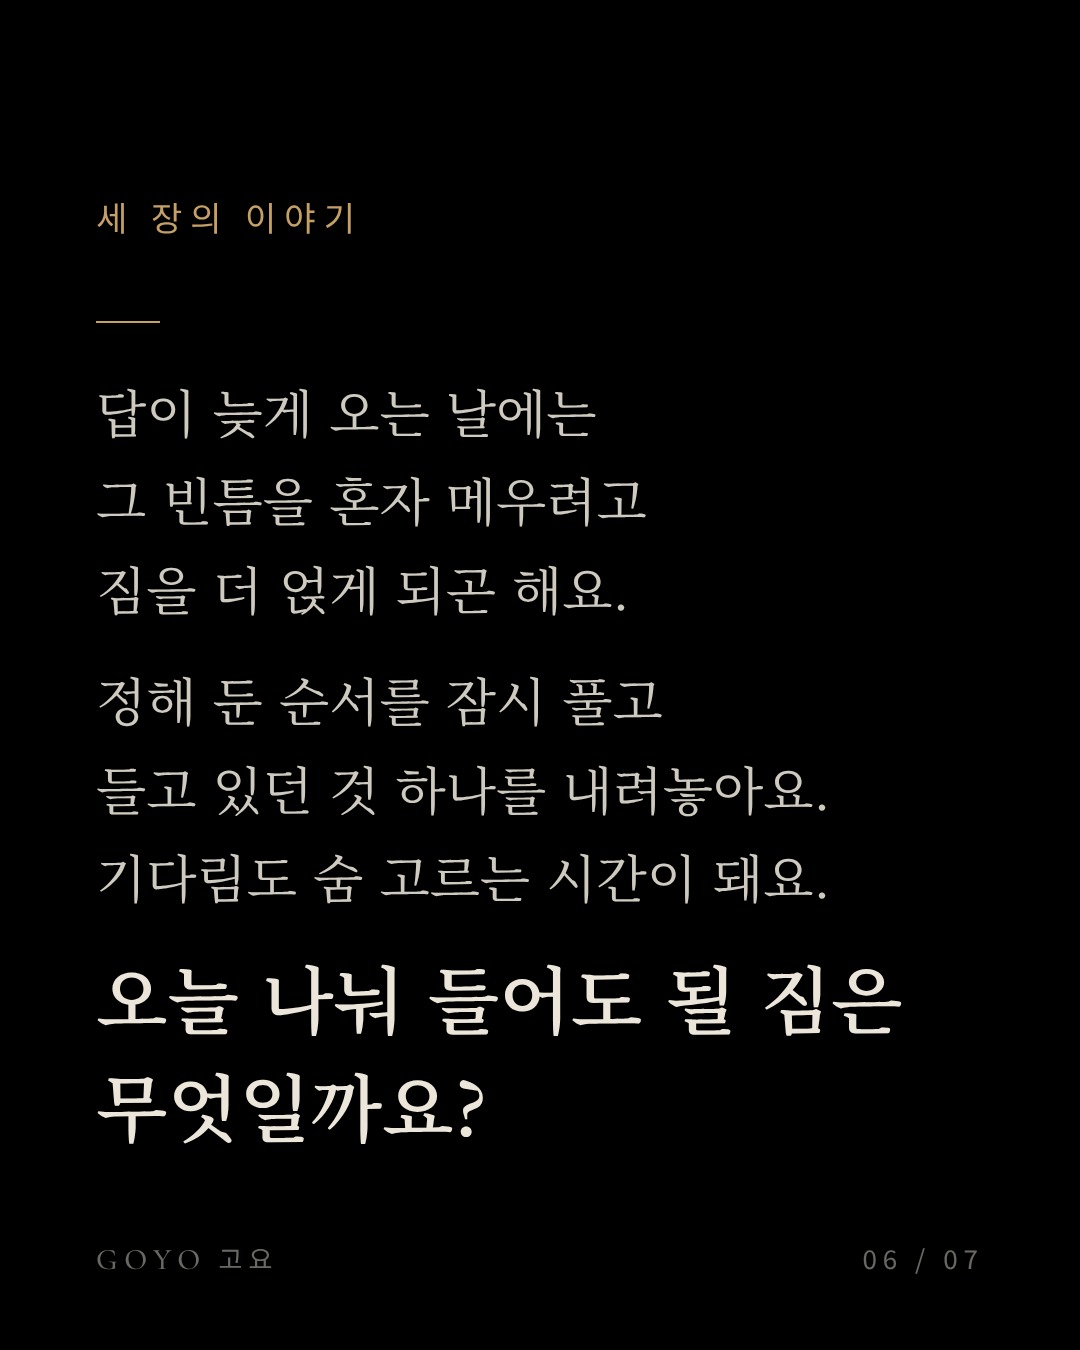 세 장의 이야기
답이 늦게 오는 날에는
그 빈틈을 혼자 메우려고
짐을 더 얹게 되곤 해요.
정해 둔 순서를 잠시 풀고
들고 있던 것 하나를 내려놓아요.
기다림도 숨 고르는 시간이 돼요.
오늘 나눠 들어도 될 짐은
무엇일까요?
GOYO 고요
06 / 07